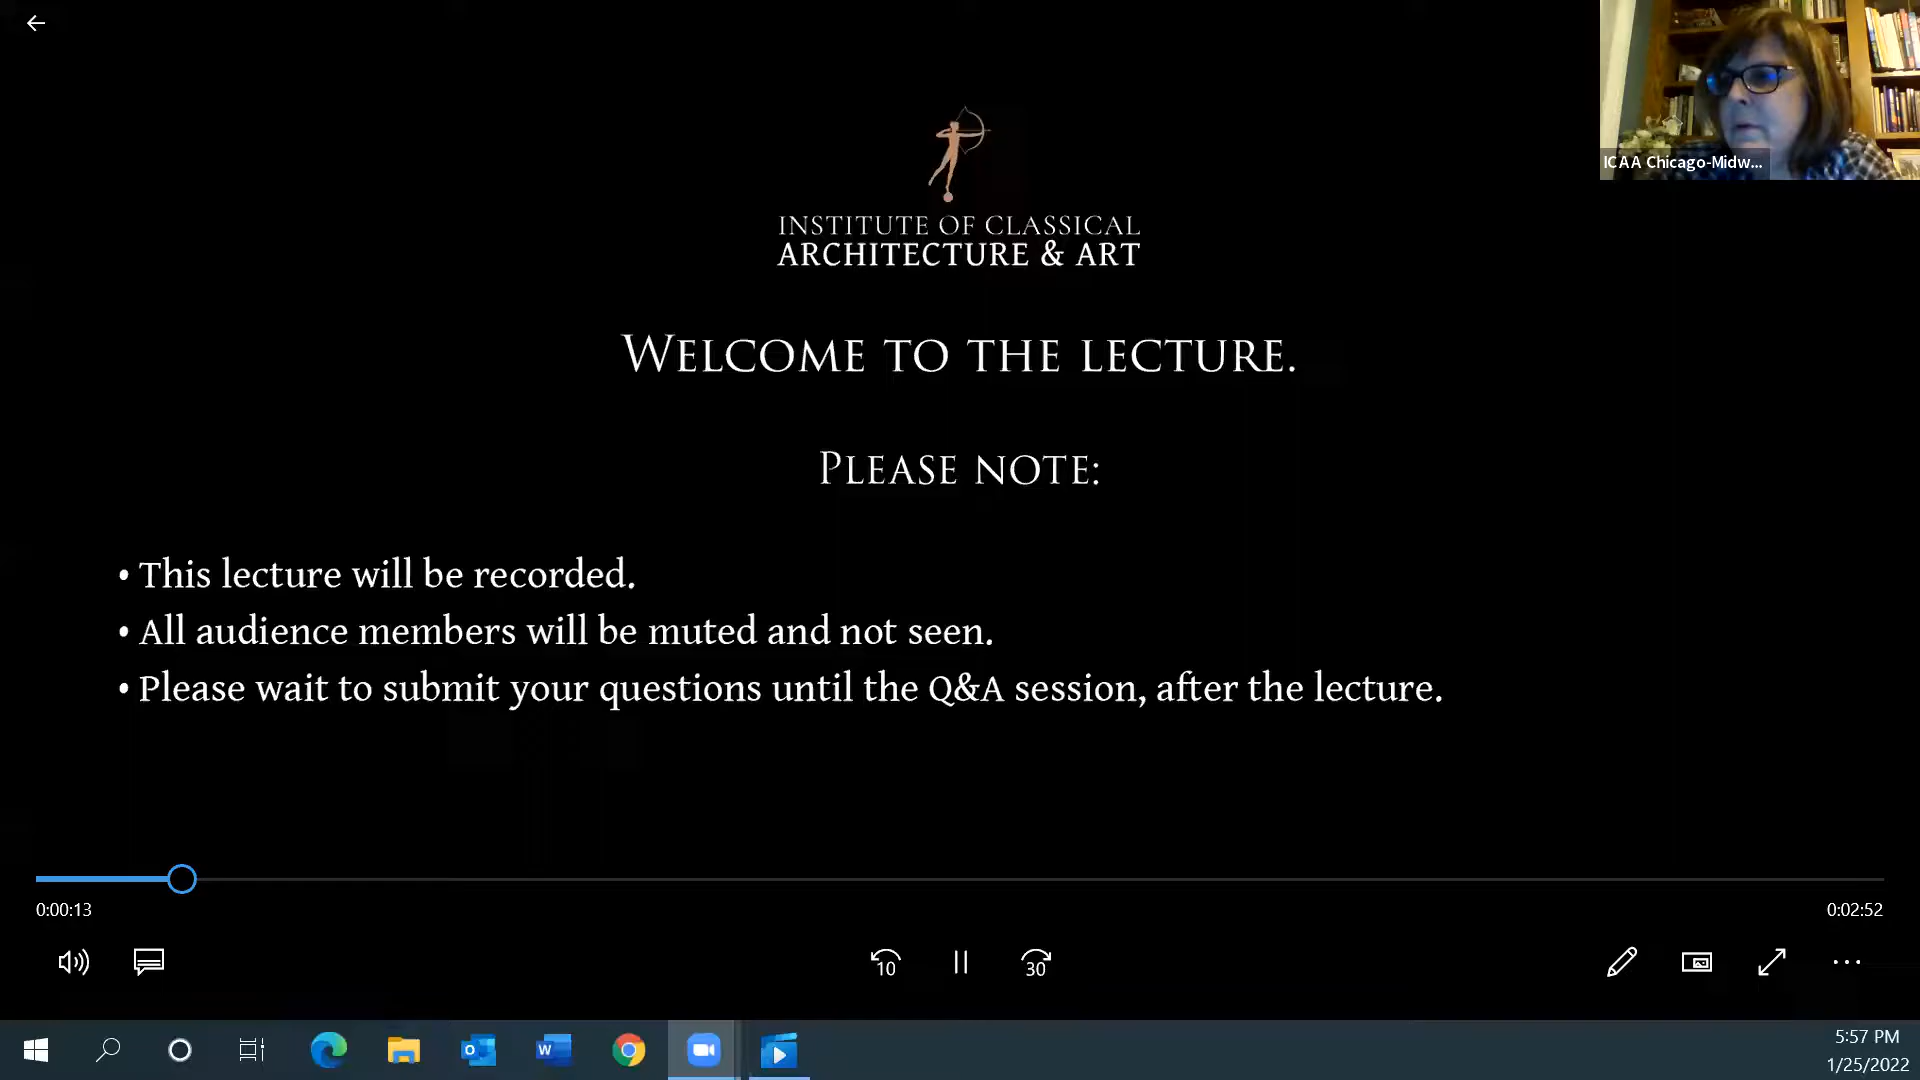 ICAA Chicago-Midw...
INSTITUTE OF CLASSICAL
ARCHITECTURE & ART
WELCOME TO THE LECTURE.
PLEASE NOTE:
• This lecture will be recorded.
• All audience members will be muted and not seen.
• Please wait to submit your questions until the Q&A session, after the lecture.
0:00:13
0:02:52
10
30
5:57 PM
1/25/2022